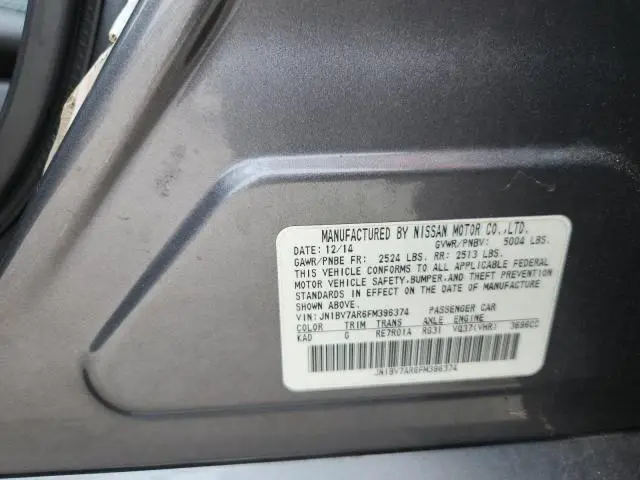 MANUFACTURED BY NISSAN MOTOR CO.,LTD.
DATE: 12/14 GVWR/PNBV: 5004 LBS.
GAWR/PNBE FR: 2524 LBS. RR: 2513 LBS.
THIS VEHICLE CONFORMS TO ALL APPLICABLE FEDERAL
MOTOR VEHICLE SAFETY,BUMPER,AND THEFT PREVENTION
STANDARDS IN EFFECT ON THE DATE OF MANUFACTURE
SHOWN ABOVE.
VIN: JN1BV7AR6FM396374 PASSENGER CAR
COLOR TRIM TRANS AXLE ENGINE
KAD G RE7R01A RG31 VQ37(VHR) 3696CC
JN1BV7AR6FM396374